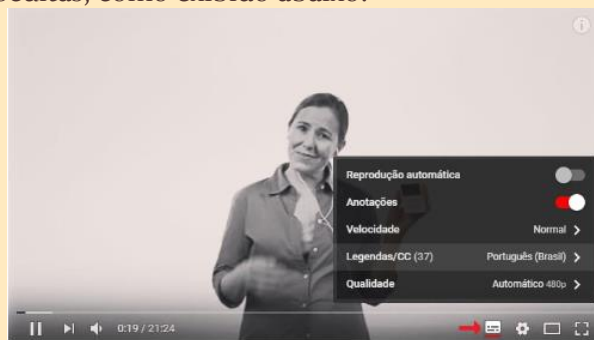 Reprodução automática
Anotações
Velocidade Normal
Legendas/CC (37) Português (Brasil)
Qualidade Automático 480p
0:19 / 21:24